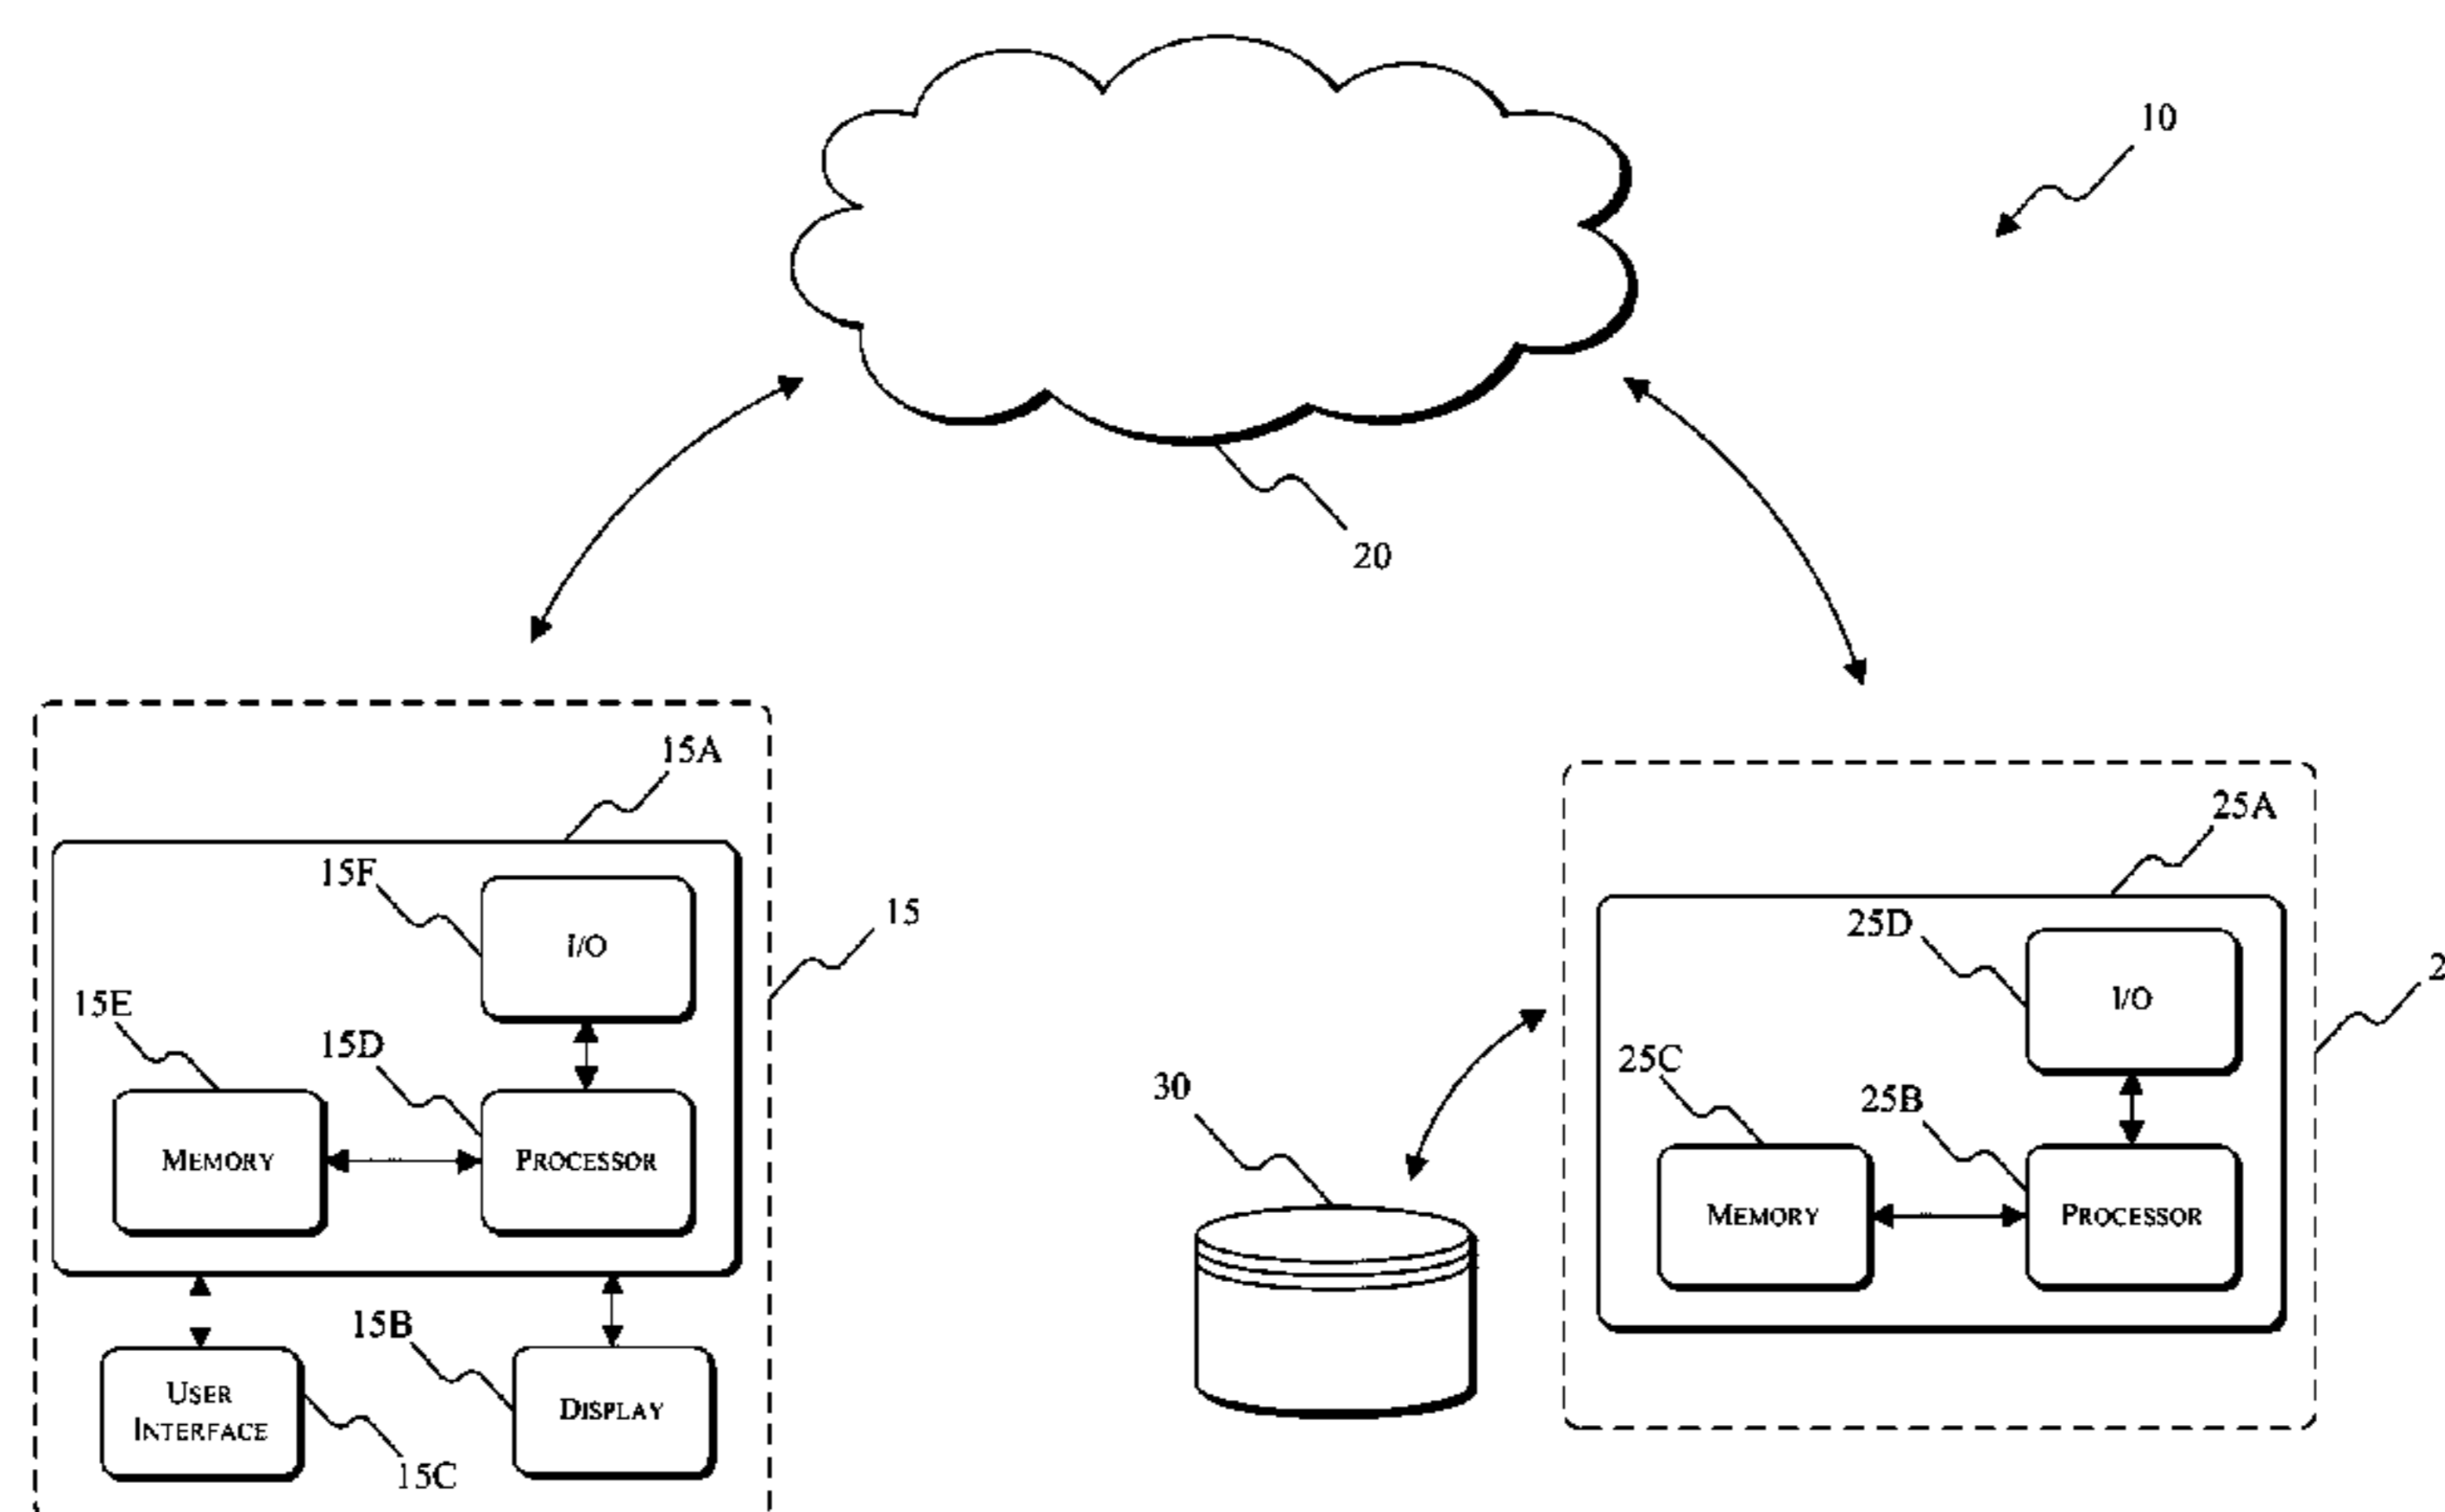 10
20
15A
25A
15F
I/O
15
25D
I/O
15E
15D
25C
25B
30
MEMORY
PROCESSOR
MEMORY
PROCESSOR
15B
USER
INTERFACE
DISPLAY
15C